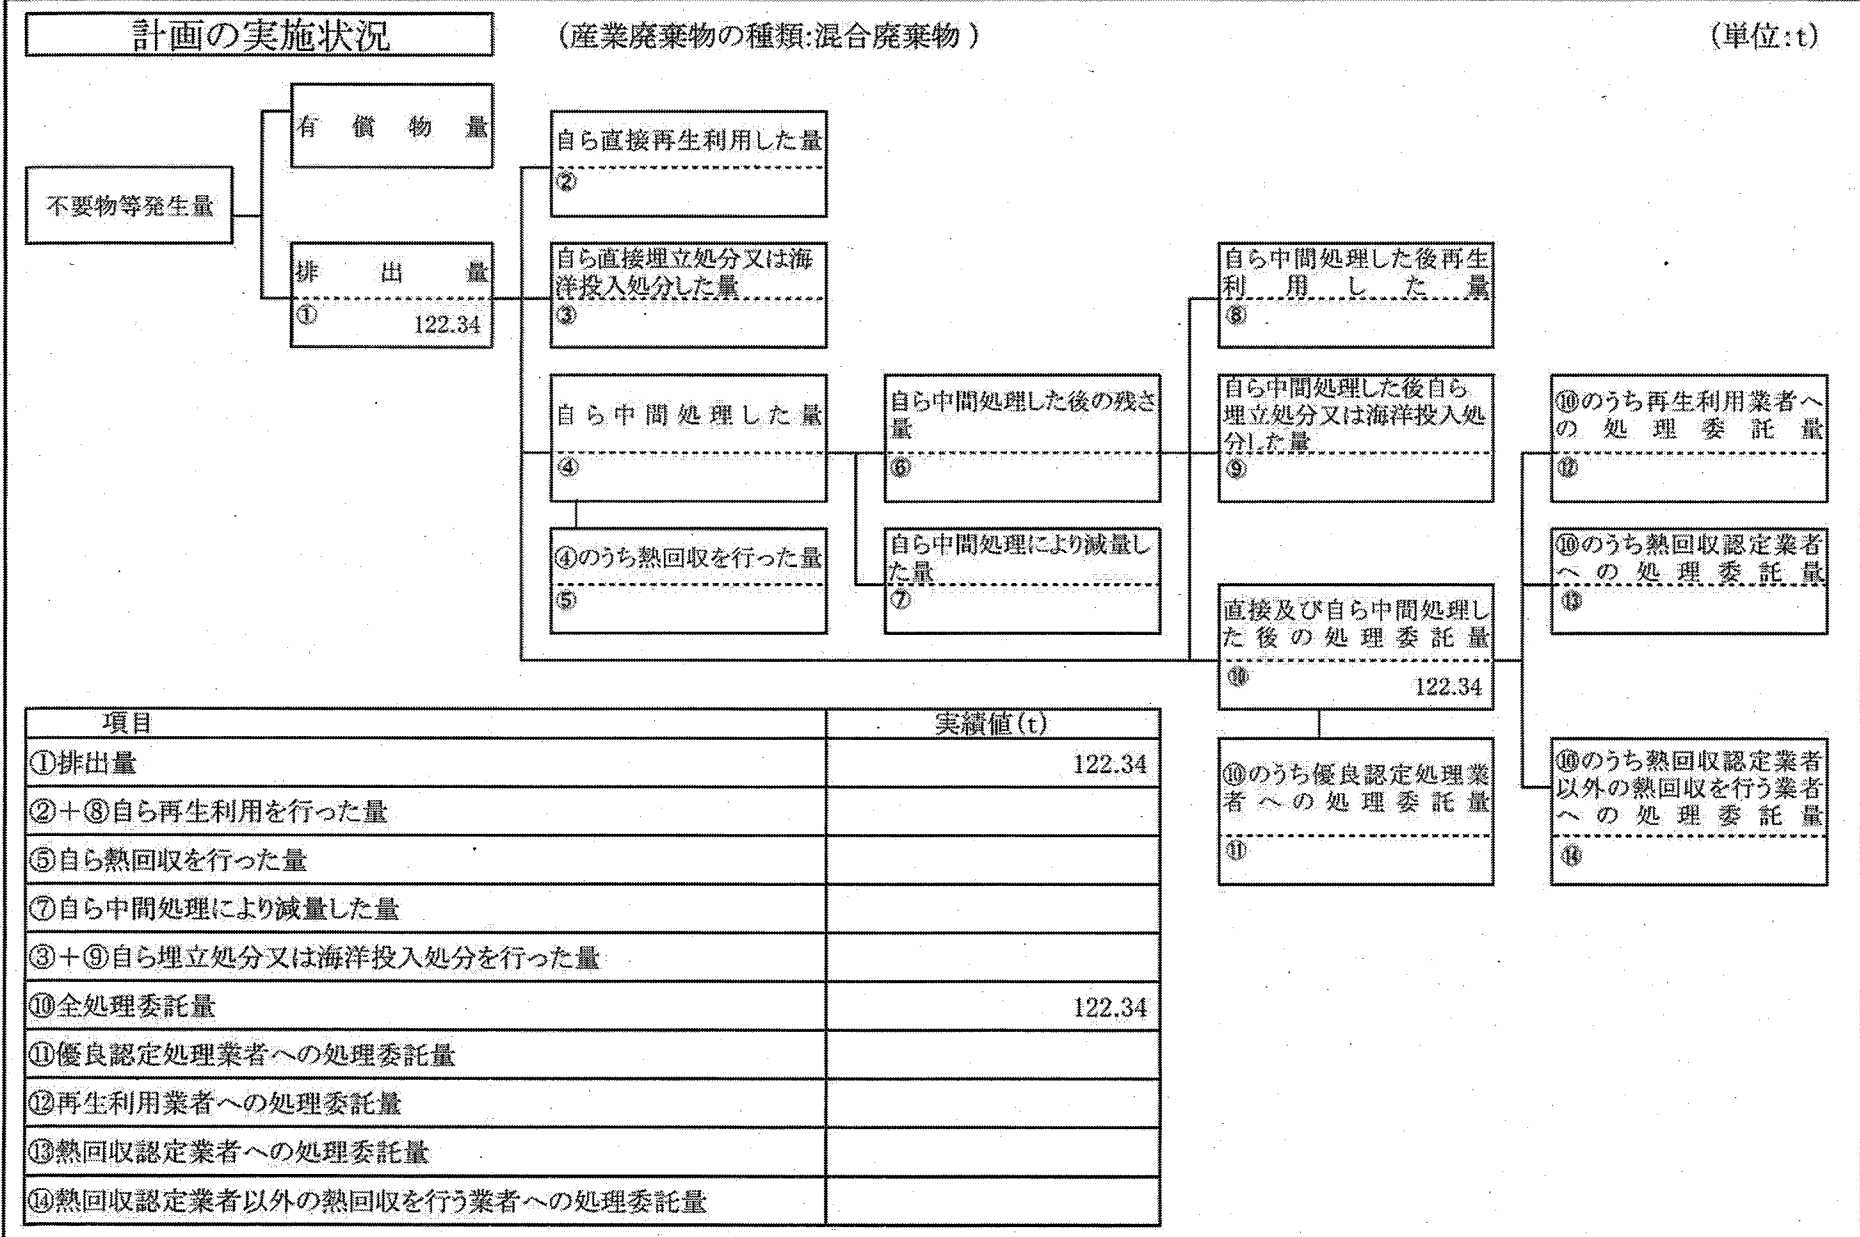 計画の実施状況
(産業廃棄物の種類:混合廃棄物 )
(単位:t)
不要物等発生量
有償物量
排出量
①
122.34
自ら直接再生利用した量
②
自ら直接埋立処分又は海
洋投入処分した量
③
自ら中間処理した量
④
④のうち熱回収を行った量
⑤
自ら中間処理した後の残さ
量
⑥
自ら中間処理により減量し
た量
⑦
自ら中間処理した後再生
利用した量
⑧
自ら中間処理した後自ら
埋立処分又は海洋投入処
分した量
⑨
直接及び自ら中間処理し
た後の処理委託量
⑩
122.34
⑩のうち優良認定処理業
者への処理委託量
⑪
⑩のうち再生利用業者へ
の処理委託量
⑫
⑩のうち熱回収認定業者
への処理委託量
⑬
⑩のうち熱回収認定業者
以外の熱回収を行う業者
への処理委託量
⑭
項目 実績値(t)
①排出量 122.34
②+⑧自ら再生利用を行った量
⑤自ら熱回収を行った量
⑦自ら中間処理により減量した量
③+⑨自ら埋立処分又は海洋投入処分を行った量
⑩全処理委託量 122.34
⑪優良認定処理業者への処理委託量
⑫再生利用業者への処理委託量
⑬熱回収認定業者への処理委託量
⑭熱回収認定業者以外の熱回収を行う業者への処理委託量